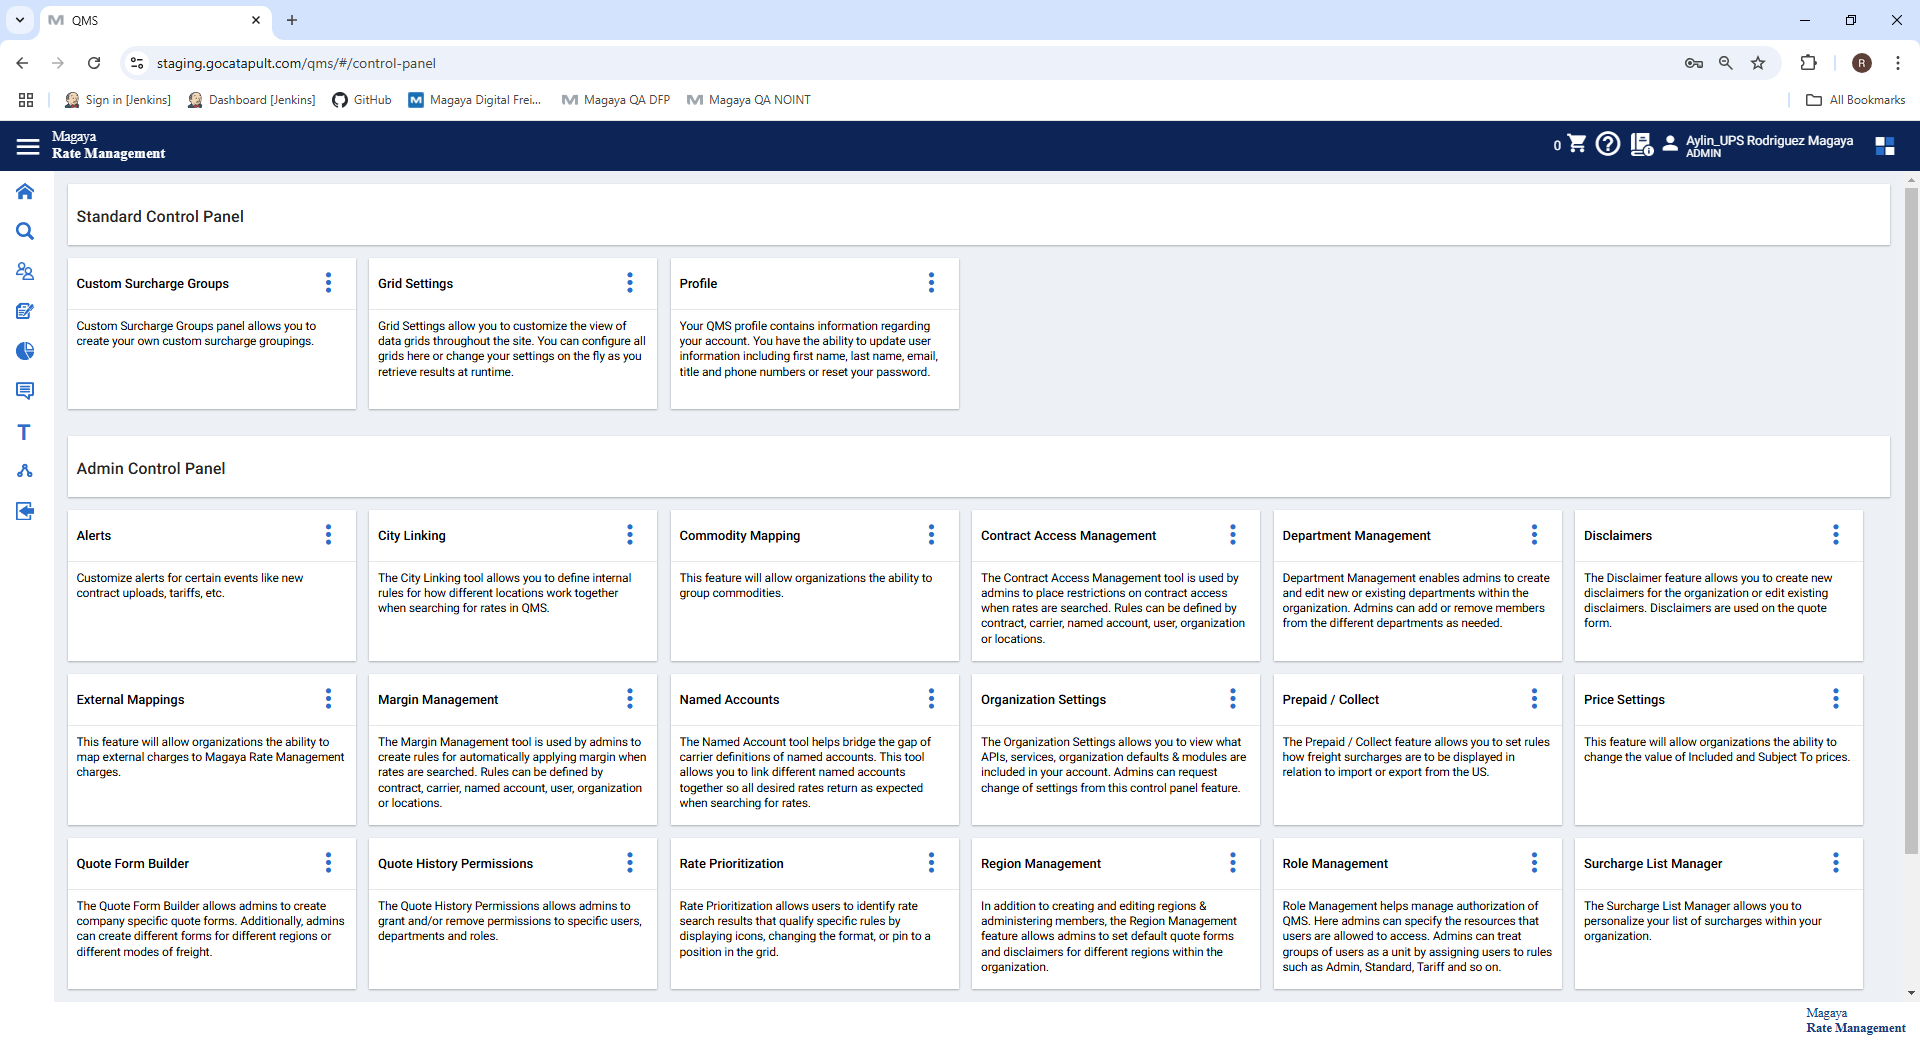 QMS
staging.gocatapult.com/qms/#/control-panel
R
Sign in [Jenkins]
Dashboard [Jenkins]
GitHub
Magaya Digital Frei...
Magaya QA DFP
Magaya QA NOINT
All Bookmarks
Magaya
Rate Management
0
Aylin_UPS Rodriguez Magaya
ADMIN
Standard Control Panel
Custom Surcharge Groups
Custom Surcharge Groups panel allows you to
create your own custom surcharge groupings.
Grid Settings
Grid Settings allow you to customize the view of
data grids throughout the site. You can configure all
grids here or change your settings on the fly as you
retrieve results at runtime.
Profile
Your QMS profile contains information regarding
your account. You have the ability to update user
information including first name, last name, email,
title and phone numbers or reset your password.
Admin Control Panel
Alerts
Customize alerts for certain events like new
contract uploads, tariffs, etc.
City Linking
The City Linking tool allows you to define internal
rules for how different locations work together
when searching for rates in QMS.
Commodity Mapping
This feature will allow organizations the ability to
group commodities.
Contract Access Management
The Contract Access Management tool is used by
admins to place restrictions on contract access
when rates are searched. Rules can be defined by
contract, carrier, named account, user, organization
or locations.
Department Management
Department Management enables admins to create
and edit new or existing departments within the
organization. Admins can add or remove members
from the different departments as needed.
Disclaimers
The Disclaimer feature allows you to create new
disclaimers for the organization or edit existing
disclaimers. Disclaimers are used on the quote
form.
External Mappings
This feature will allow organizations the ability to
map external charges to Magaya Rate Management
charges.
Margin Management
The Margin Management tool is used by admins to
create rules for automatically applying margin when
rates are searched. Rules can be defined by
contract, carrier, named account, user, organization
or locations.
Named Accounts
The Named Account tool helps bridge the gap of
carrier definitions of named accounts. This tool
allows you to link different named accounts
together so all desired rates return as expected
when searching for rates.
Organization Settings
The Organization Settings allows you to view what
APIs, services, organization defaults & modules are
included in your account. Admins can request
change of settings from this control panel feature.
Prepaid / Collect
The Prepaid / Collect feature allows you to set rules
how freight surcharges are to be displayed in
relation to import or export from the US.
Price Settings
This feature will allow organizations the ability to
change the value of Included and Subject To prices.
Quote Form Builder
The Quote Form Builder allows admins to create
company specific quote forms. Additionally, admins
can create different forms for different regions or
different modes of freight.
Quote History Permissions
The Quote History Permissions allows admins to
grant and/or remove permissions to specific users,
departments and roles.
Rate Prioritization
Rate Prioritization allows users to identify rate
search results that qualify specific rules by
displaying icons, changing the format, or pin to a
position in the grid.
Region Management
In addition to creating and editing regions &
administering members, the Region Management
feature allows admins to set default quote forms
and disclaimers for different regions within the
organization.
Role Management
Role Management helps manage authorization of
QMS. Here admins can specify the resources that
users are allowed to access. Admins can treat
groups of users as a unit by assigning users to rules
such as Admin, Standard, Tariff and so on.
Surcharge List Manager
The Surcharge List Manager allows you to
personalize your list of surcharges within your
organization.
Magaya
Rate Management